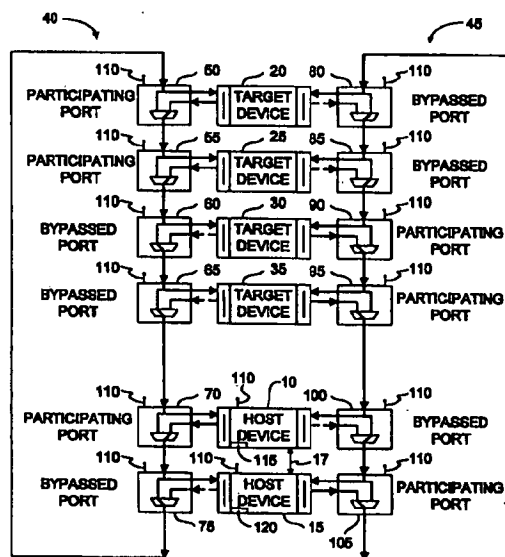 40
45
110 50 20 80 110
PARTICIPATING PORT
TARGET DEVICE
BYPASSED PORT
110 55 25 85 110
PARTICIPATING PORT
TARGET DEVICE
BYPASSED PORT
110 60 30 90 110
BYPASSED PORT
TARGET DEVICE
PARTICIPATING PORT
110 65 35 95 110
BYPASSED PORT
TARGET DEVICE
PARTICIPATING PORT
110 70 110 10 100 110
PARTICIPATING PORT
HOST DEVICE
BYPASSED PORT
110 110 115 17 110
BYPASSED PORT
HOST DEVICE
PARTICIPATING PORT
75 120 15 105